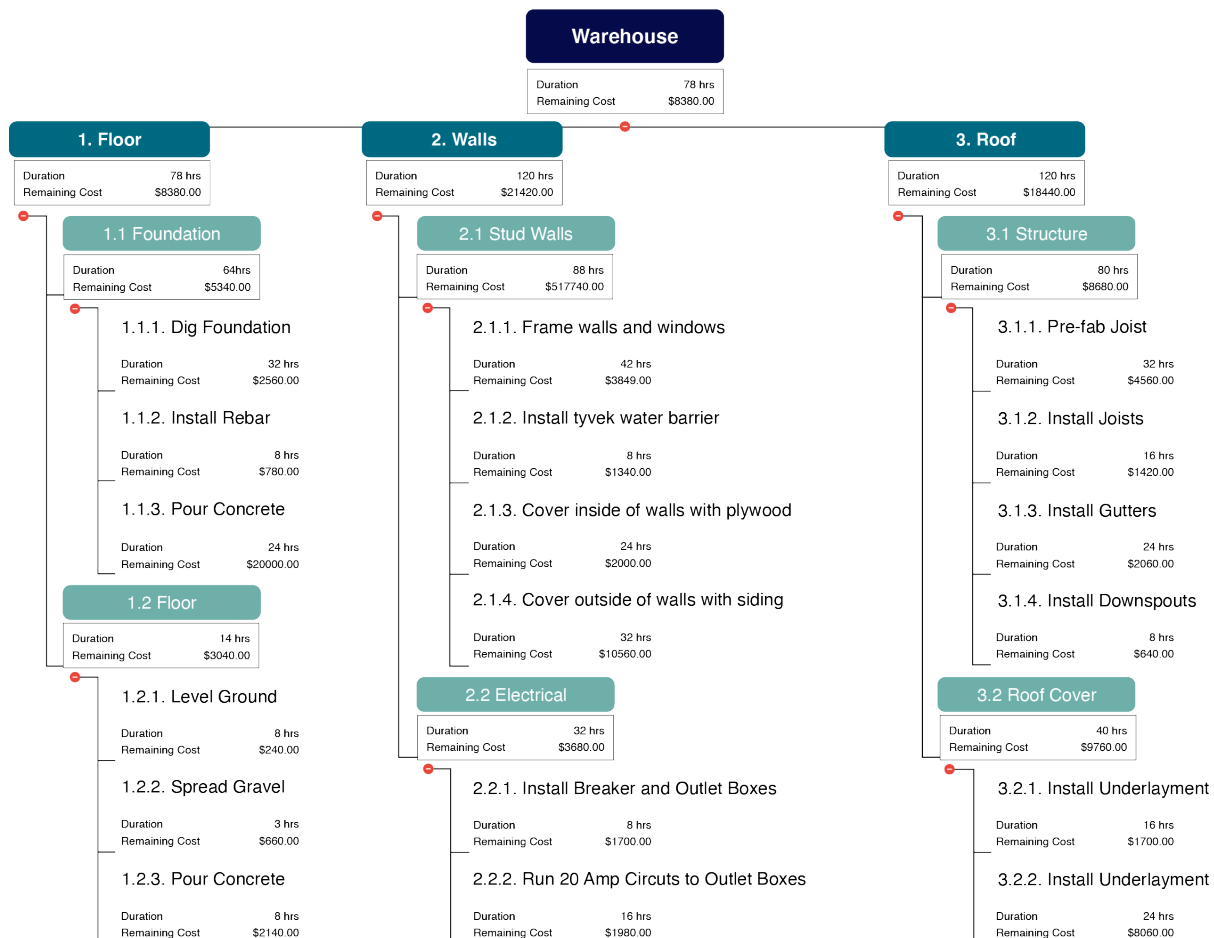 Warehouse
Duration 78 hrs
Remaining Cost $8380.00
1. Floor
Duration 78 hrs
Remaining Cost $8380.00
1.1 Foundation
Duration 64hrs
Remaining Cost $5340.00
1.1.1. Dig Foundation
Duration 32 hrs
Remaining Cost $2560.00
1.1.2. Install Rebar
Duration 8 hrs
Remaining Cost $780.00
1.1.3. Pour Concrete
Duration 24 hrs
Remaining Cost $20000.00
1.2 Floor
Duration 14 hrs
Remaining Cost $3040.00
1.2.1. Level Ground
Duration 8 hrs
Remaining Cost $240.00
1.2.2. Spread Gravel
Duration 3 hrs
Remaining Cost $660.00
1.2.3. Pour Concrete
Duration 8 hrs
Remaining Cost $2140.00
2. Walls
Duration 120 hrs
Remaining Cost $21420.00
2.1 Stud Walls
Duration 88 hrs
Remaining Cost $517740.00
2.1.1. Frame walls and windows
Duration 42 hrs
Remaining Cost $3849.00
2.1.2. Install tyvek water barrier
Duration 8 hrs
Remaining Cost $1340.00
2.1.3. Cover inside of walls with plywood
Duration 24 hrs
Remaining Cost $2000.00
2.1.4. Cover outside of walls with siding
Duration 32 hrs
Remaining Cost $10560.00
2.2 Electrical
Duration 32 hrs
Remaining Cost $3680.00
2.2.1. Install Breaker and Outlet Boxes
Duration 8 hrs
Remaining Cost $1700.00
2.2.2. Run 20 Amp Circuts to Outlet Boxes
Duration 16 hrs
Remaining Cost $1980.00
3. Roof
Duration 120 hrs
Remaining Cost $18440.00
3.1 Structure
Duration 80 hrs
Remaining Cost $8680.00
3.1.1. Pre-fab Joist
Duration 32 hrs
Remaining Cost $4560.00
3.1.2. Install Joists
Duration 16 hrs
Remaining Cost $1420.00
3.1.3. Install Gutters
Duration 24 hrs
Remaining Cost $2060.00
3.1.4. Install Downspouts
Duration 8 hrs
Remaining Cost $640.00
3.2 Roof Cover
Duration 40 hrs
Remaining Cost $9760.00
3.2.1. Install Underlayment
Duration 16 hrs
Remaining Cost $1700.00
3.2.2. Install Underlayment
Duration 24 hrs
Remaining Cost $8060.00